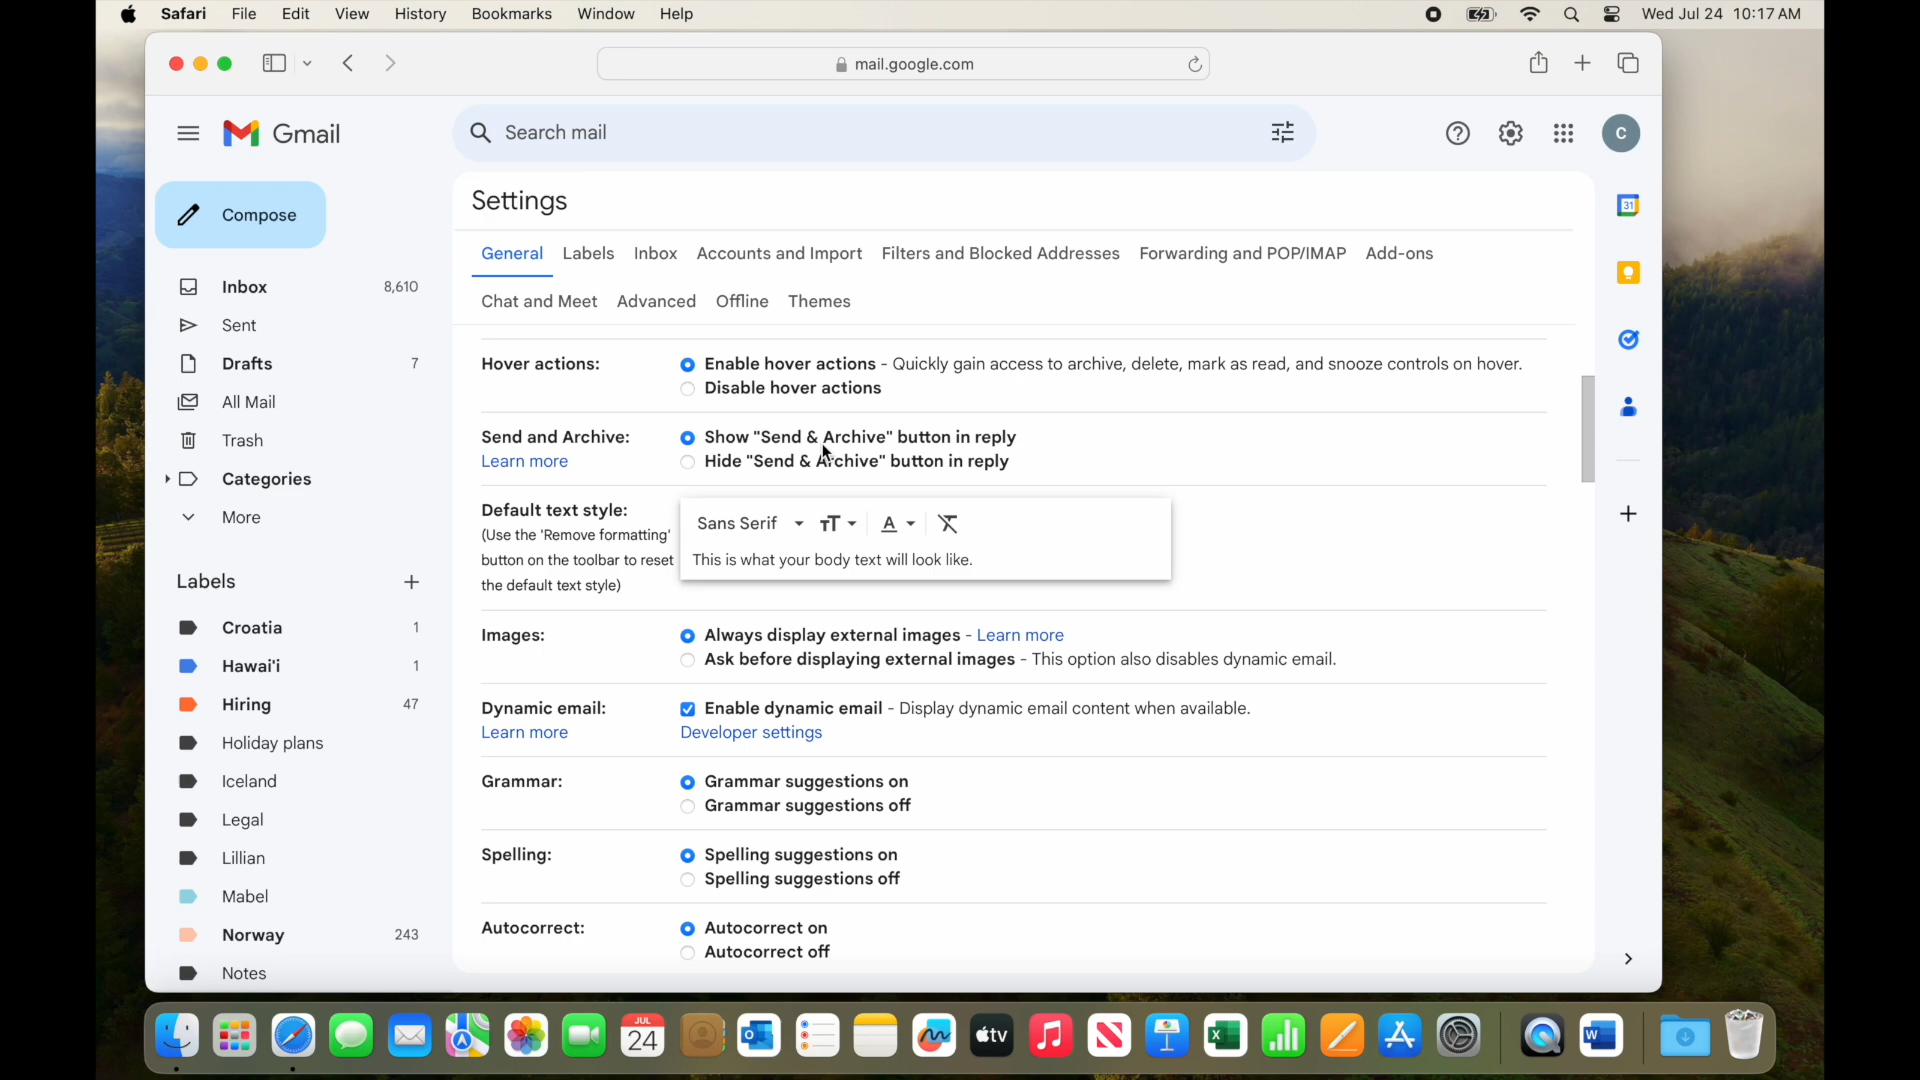 Safari File Edit View History Bookmarks Window Help Wed Jul 24 10:17 AM
mail.google.com
Gmail
Search mail
C
Compose
Settings
General Labels Inbox Accounts and Import Filters and Blocked Addresses Forwarding and POP/IMAP Add-ons
Chat and Meet Advanced Offline Themes
31
Inbox 8,610
Sent
Drafts 7
All Mail
Trash
Categories
More
Labels
Croatia 1
Hawai'i 1
Hiring 47
Holiday plans
Iceland
Legal
Lillian
Mabel
Norway 243
Notes
Hover actions:
Enable hover actions - Quickly gain access to archive, delete, mark as read, and snooze controls on hover.
Disable hover actions
Send and Archive:
Learn more
Show "Send & Archive" button in reply
Hide "Send & Archive" button in reply
Default text style:
(Use the 'Remove formatting'
button on the toolbar to reset
the default text style)
Sans Serif
This is what your body text will look like.
Images:
Always display external images - Learn more
Ask before displaying external images - This option also disables dynamic email.
Dynamic email:
Learn more
Enable dynamic email - Display dynamic email content when available.
Developer settings
Grammar:
Grammar suggestions on
Grammar suggestions off
Spelling:
Spelling suggestions on
Spelling suggestions off
Autocorrect:
Autocorrect on
Autocorrect off
JUL
24
tv